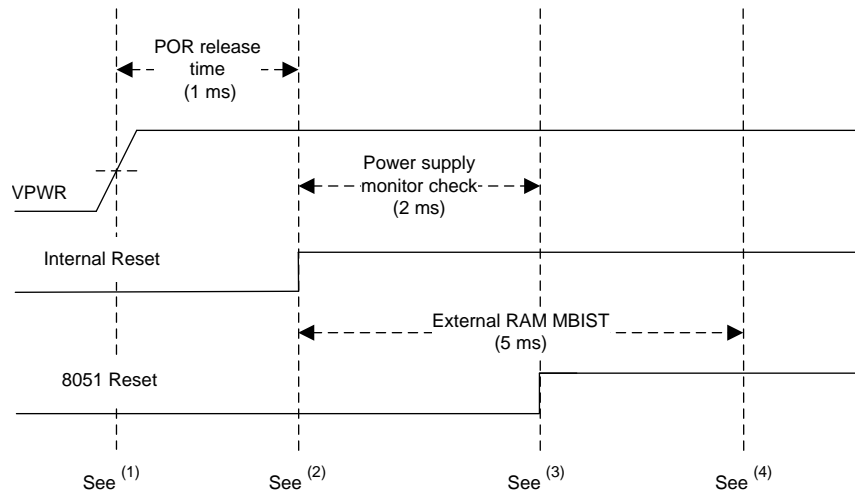 POR release
time
(1 ms)
Power supply
monitor check
(2 ms)
VPWR
Internal Reset
External RAM MBIST
(5 ms)
8051 Reset
See (1)
See (2)
See (3)
See (4)